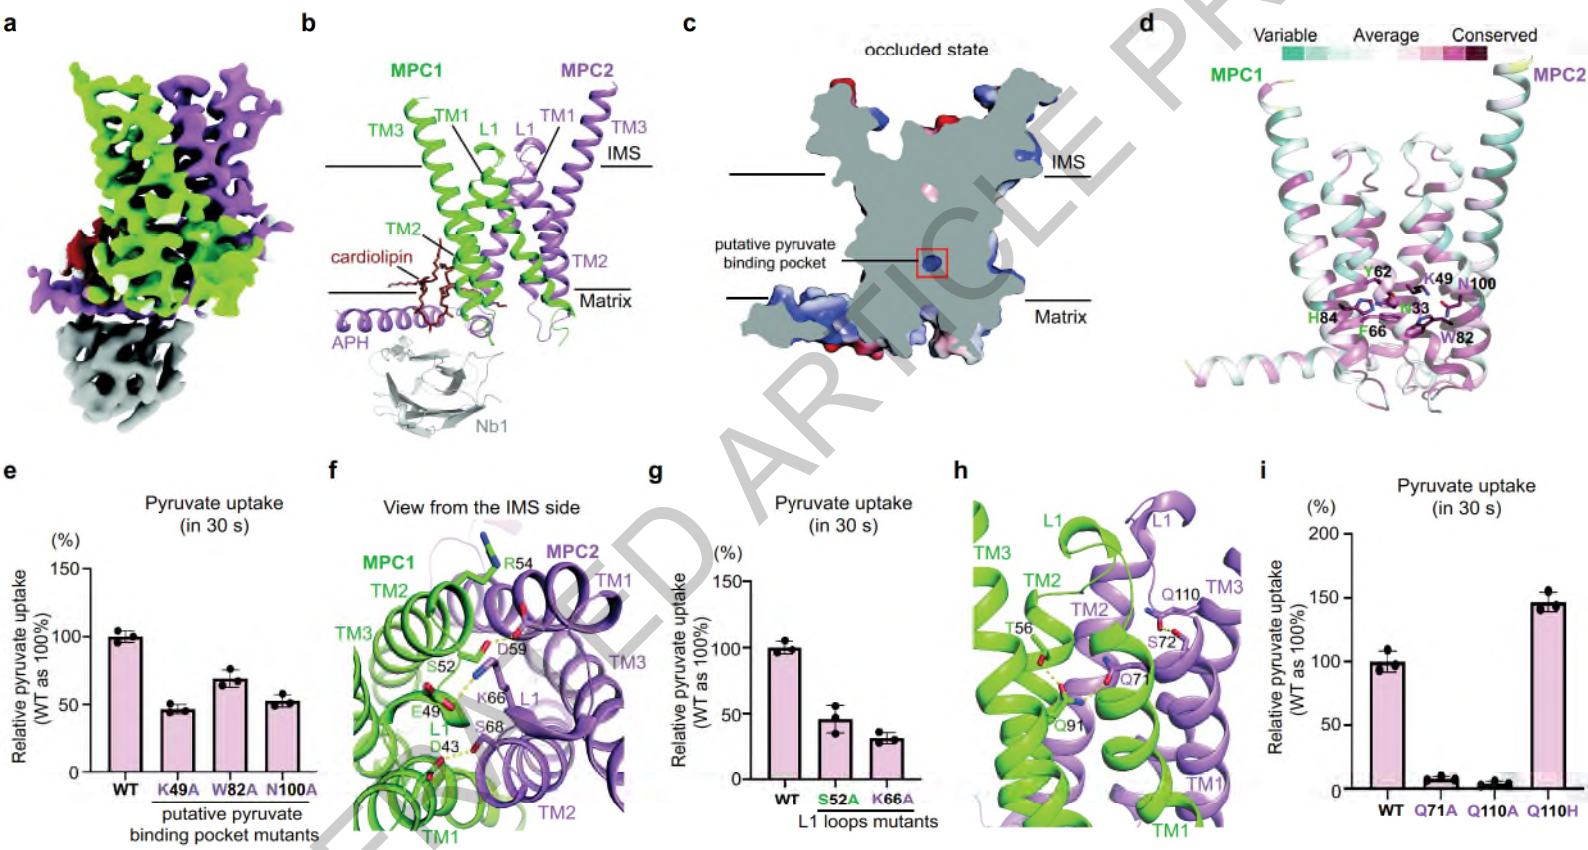 a
b
MPC1
MPC2
TM3
TM1
L1
L1
TM1
TM3
IMS
TM2
cardiolipin
TM2
Matrix
APH
Nb1
c
occluded state
IMS
putative pyruvate
binding pocket
Matrix
d
Variable Average Conserved
MPC1
MPC2
Y62
K49
N100
H84
N33
F66
W82
e
Pyruvate uptake
(in 30 s)
(%)
Relative pyruvate uptake
(WT as 100%)
150
100
50
0
WT K49A W82A N100A
putative pyruvate
binding pocket mutants
f
View from the IMS side
MPC1
MPC2
R54
TM2
TM1
TM3
S52
D59
TM3
K66
L1
E49
L1
S68
D43
TM2
TM1
g
Pyruvate uptake
(in 30 s)
(%)
Relative pyruvate uptake
(WT as 100%)
150
100
50
0
WT S52A K66A
L1 loops mutants
h
L1
L1
TM3
TM2
TM3
Q110
TM2
T56
S72
Q71
Q91
TM1
TM1
i
Pyruvate uptake
(in 30 s)
(%)
Relative pyruvate uptake
(WT as 100%)
200
150
100
50
0
WT Q71A Q110A Q110H
ARTICLE